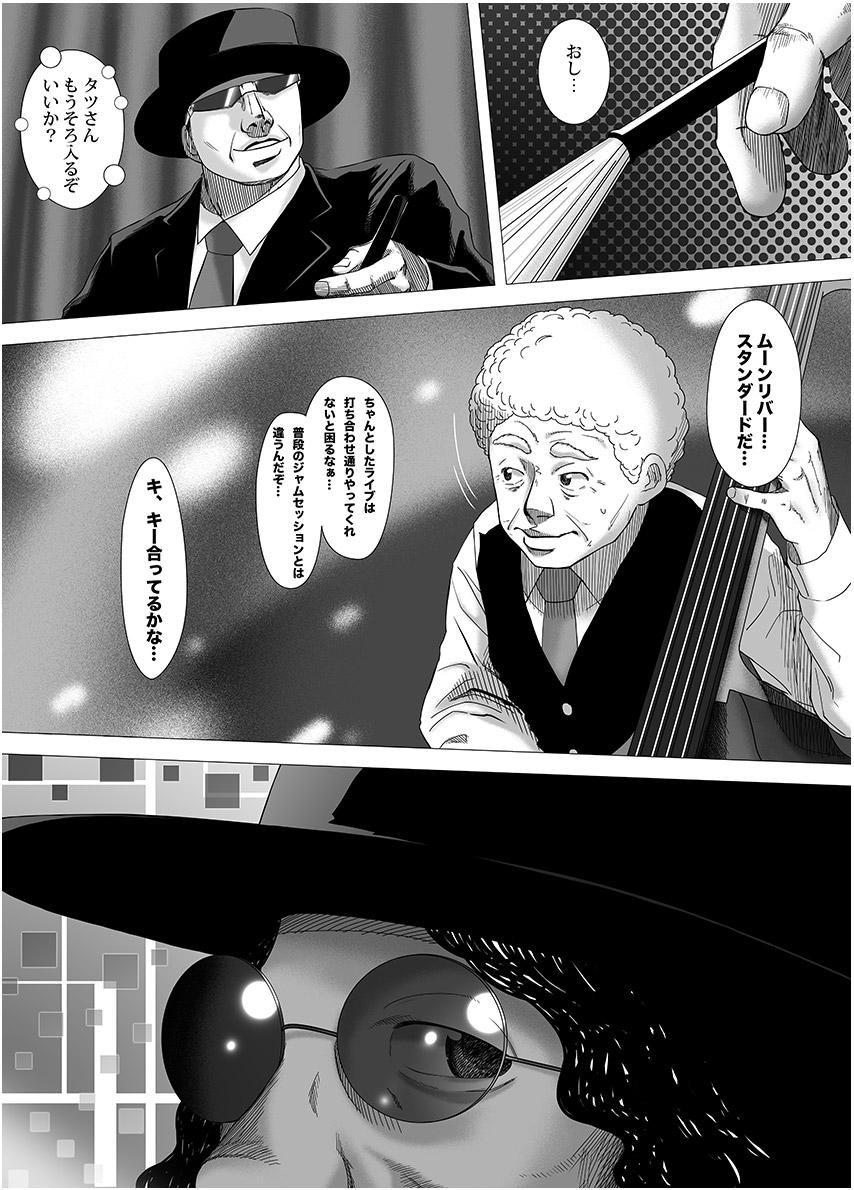 おし…
タツさん
もうそろ入るぞ
いいか？
ムーンリバー…
スタンダードだ…
ちゃんとしたライブは
打ち合わせ通りやってくれ
ないと困るなぁ…
普段のジャムセッションとは
違うんだぞ…
キ、キー合ってるかな…